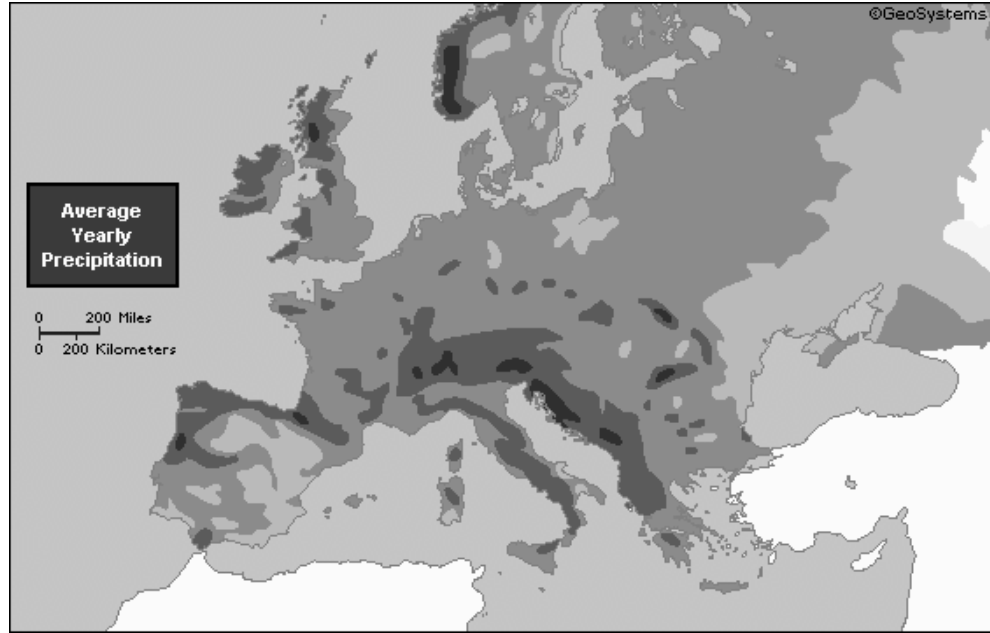 ©GeoSystems
Average
Yearly
Precipitation
0 200 Miles
0 200 Kilometers